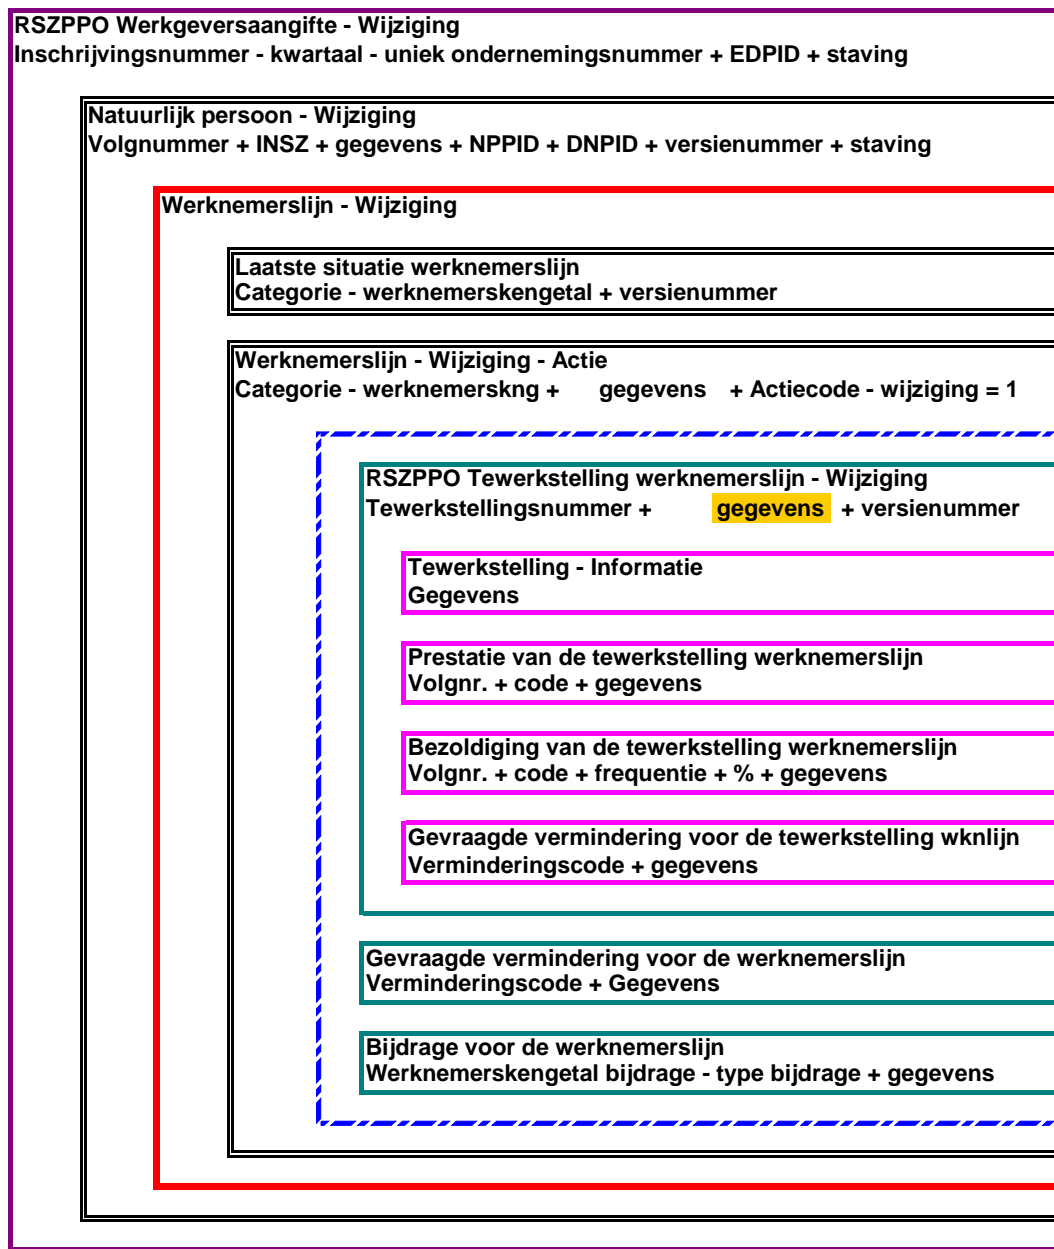 RSZPPO Werkgeversaangifte - Wijziging
Inschrijvingsnummer - kwartaal - uniek ondernemingsnummer + EDPID + staving
Natuurlijk persoon - Wijziging
Volgnummer + INSZ + gegevens + NPPID + DNPID + versienummer + staving
Werknemerslijn - Wijziging
Laatste situatie werknemerslijn
Categorie - werknemerskengetal + versienummer
Werknemerslijn - Wijziging - Actie
Categorie - werknemerskng + gegevens + Actiecode - wijziging = 1
RSZPPO Tewerkstelling werknemerslijn - Wijziging
Tewerkstellingsnummer + gegevens + versienummer
Tewerkstelling - Informatie
Gegevens
Prestatie van de tewerkstelling werknemerslijn
Volgnr. + code + gegevens
Bezoldiging van de tewerkstelling werknemerslijn
Volgnr. + code + frequentie + % + gegevens
Gevraagde vermindering voor de tewerkstelling wknlijn
Verminderingscode + gegevens
Gevraagde vermindering voor de werknemerslijn
Verminderingscode + Gegevens
Bijdrage voor de werknemerslijn
Werknemerskengetal bijdrage - type bijdrage + gegevens